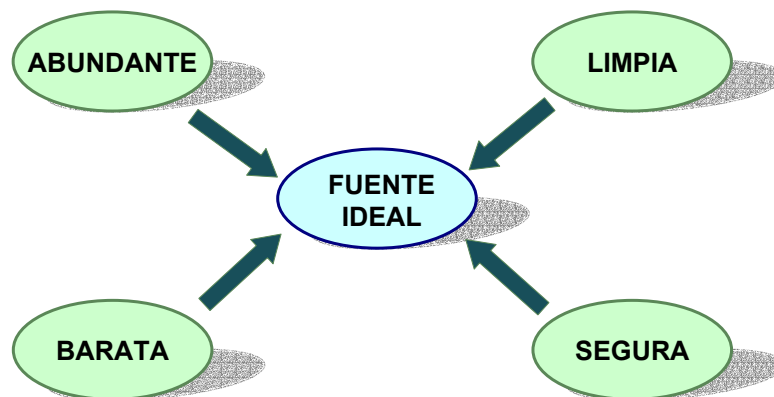 ABUNDANTE
LIMPIA
FUENTE
IDEAL
BARATA
SEGURA